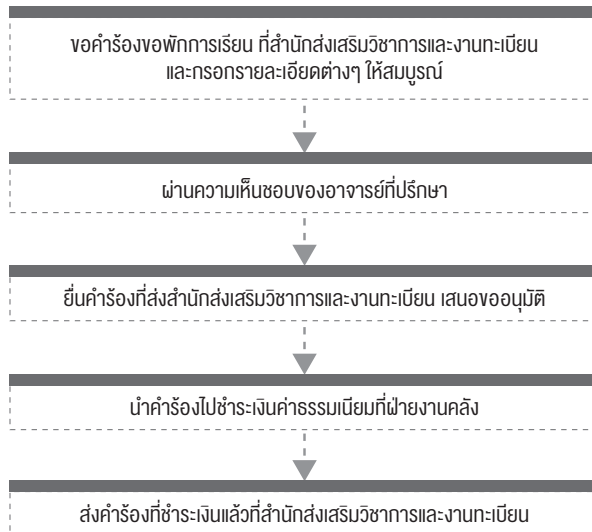 ขอคำร้องขอพักการเรียน ที่สำนักส่งเสริมวิชาการและงานทะเบียน
และกรอกรายละเอียดต่างๆ ให้สมบูรณ์
ผ่านความเห็นชอบของอาจารย์ที่ปรึกษา
ยื่นคำร้องที่ส่งสำนักส่งเสริมวิชาการและงานทะเบียน เสนอขออนุมัติ
นำคำร้องไปชำระเงินค่าธรรมเนียมที่ฝ่ายงานคลัง
ส่งคำร้องที่ชำระเงินแล้วที่สำนักส่งเสริมวิชาการและงานทะเบียน